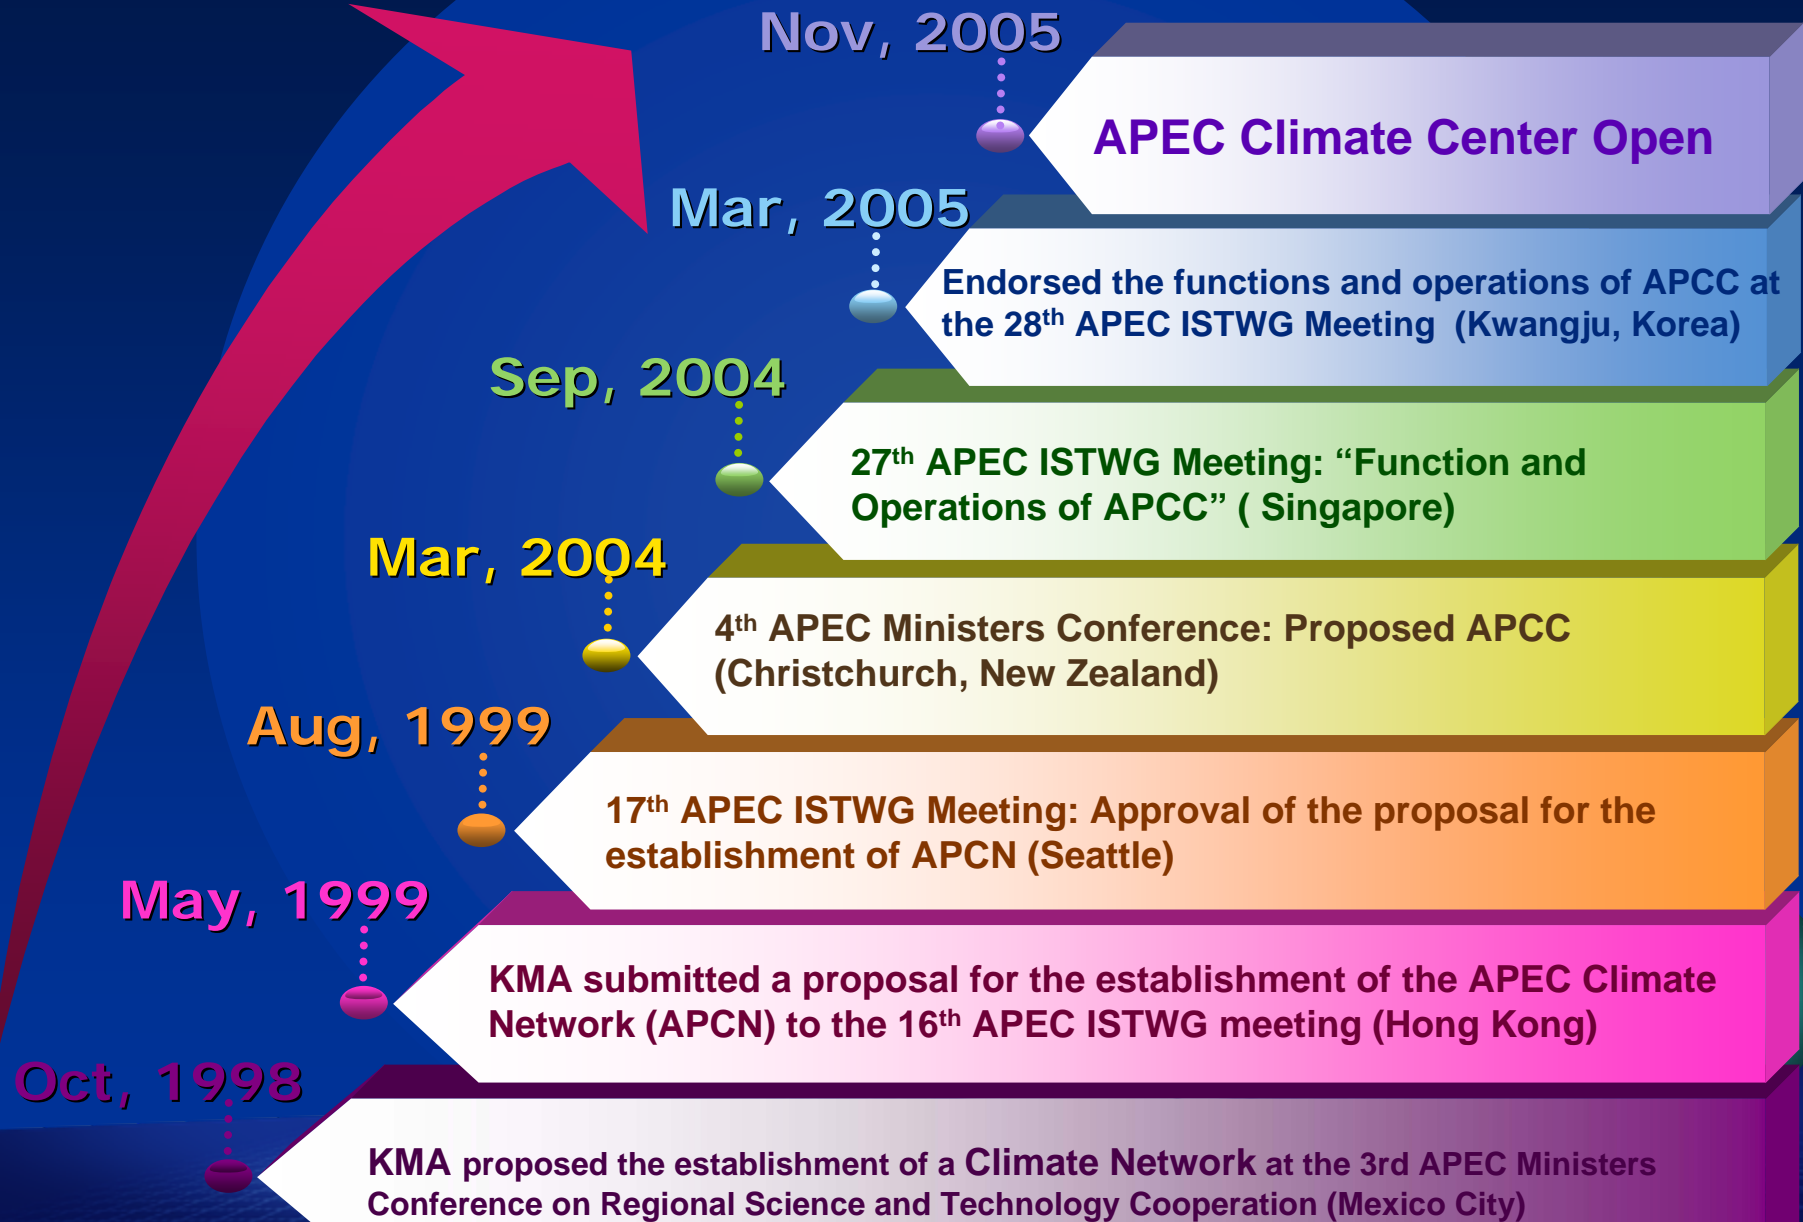 Nov, 2005
APEC Climate Center Open
Mar, 2005
Endorsed the functions and operations of APCC at
the 28th APEC ISTWG Meeting (Kwangju, Korea)
Sep, 2004
27th APEC ISTWG Meeting: “Function and
Operations of APCC” ( Singapore)
Mar, 2004
4th APEC Ministers Conference: Proposed APCC
(Christchurch, New Zealand)
Aug, 1999
17th APEC ISTWG Meeting: Approval of the proposal for the
establishment of APCN (Seattle)
May, 1999
KMA submitted a proposal for the establishment of the APEC Climate
Network (APCN) to the 16th APEC ISTWG meeting (Hong Kong)
Oct, 1998
KMA proposed the establishment of a Climate Network at the 3rd APEC Ministers
Conference on Regional Science and Technology Cooperation (Mexico City)